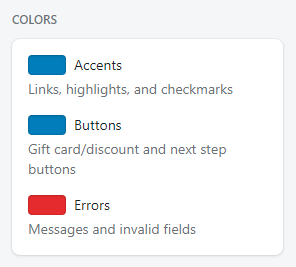 COLORS
Accents
Links, highlights, and checkmarks
Buttons
Gift card/discount and next step
buttons
Errors
Messages and invalid fields